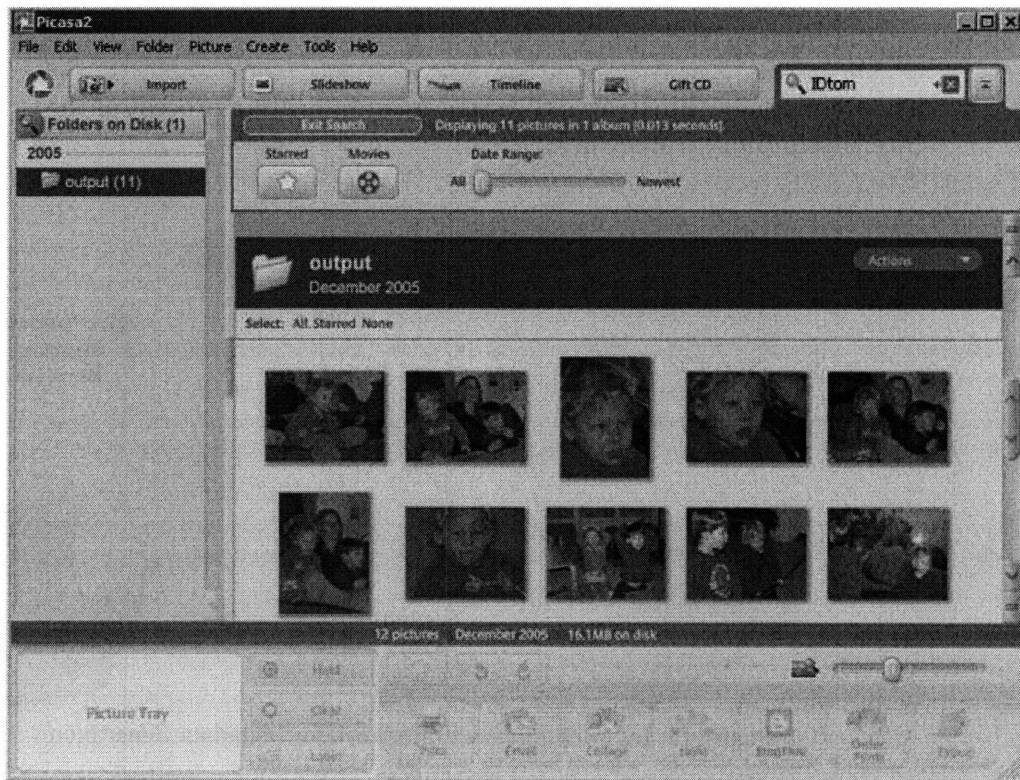 Picasa2
File Edit View Folder Picture Create Tools Help
Import Slideshow Timeline Gift CD IDtom
Folders on Disk (1)
2005
output (11)
Exit Search Displaying 11 pictures in 1 album (0.013 seconds)
Starred Movies Date Range:
All Newest
output
December 2005
Actions
Select: All Starred None
12 pictures December 2005 16.1MB on disk
Picture Tray
Hold
Clear
Label
Print Email Collage Hello BlogThis! Order Prints Export